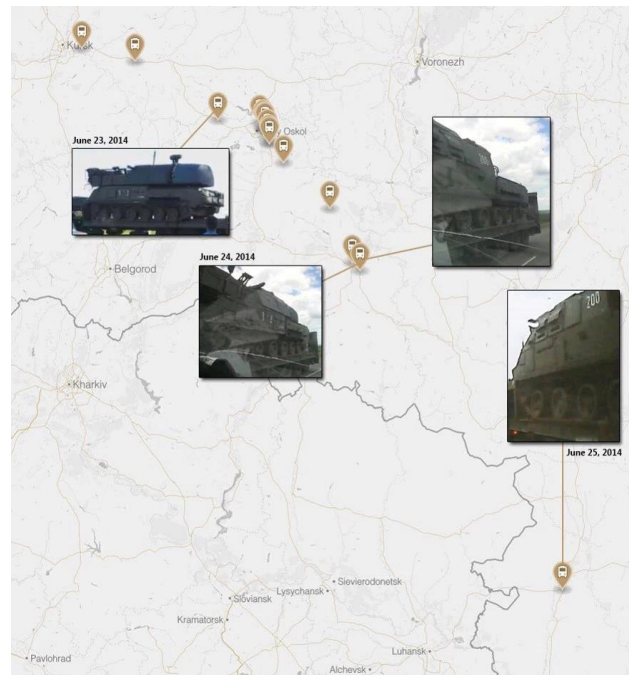 Kursk
Voronezh
y Oskol
June 23, 2014
June 24, 2014
Belgorod
200
Kharkiv
June 25, 2014
Sievierodonetsk
Lysychansk
Sloviansk
Kramatorsk
Luhansk
Pavlohrad
Alchevsk